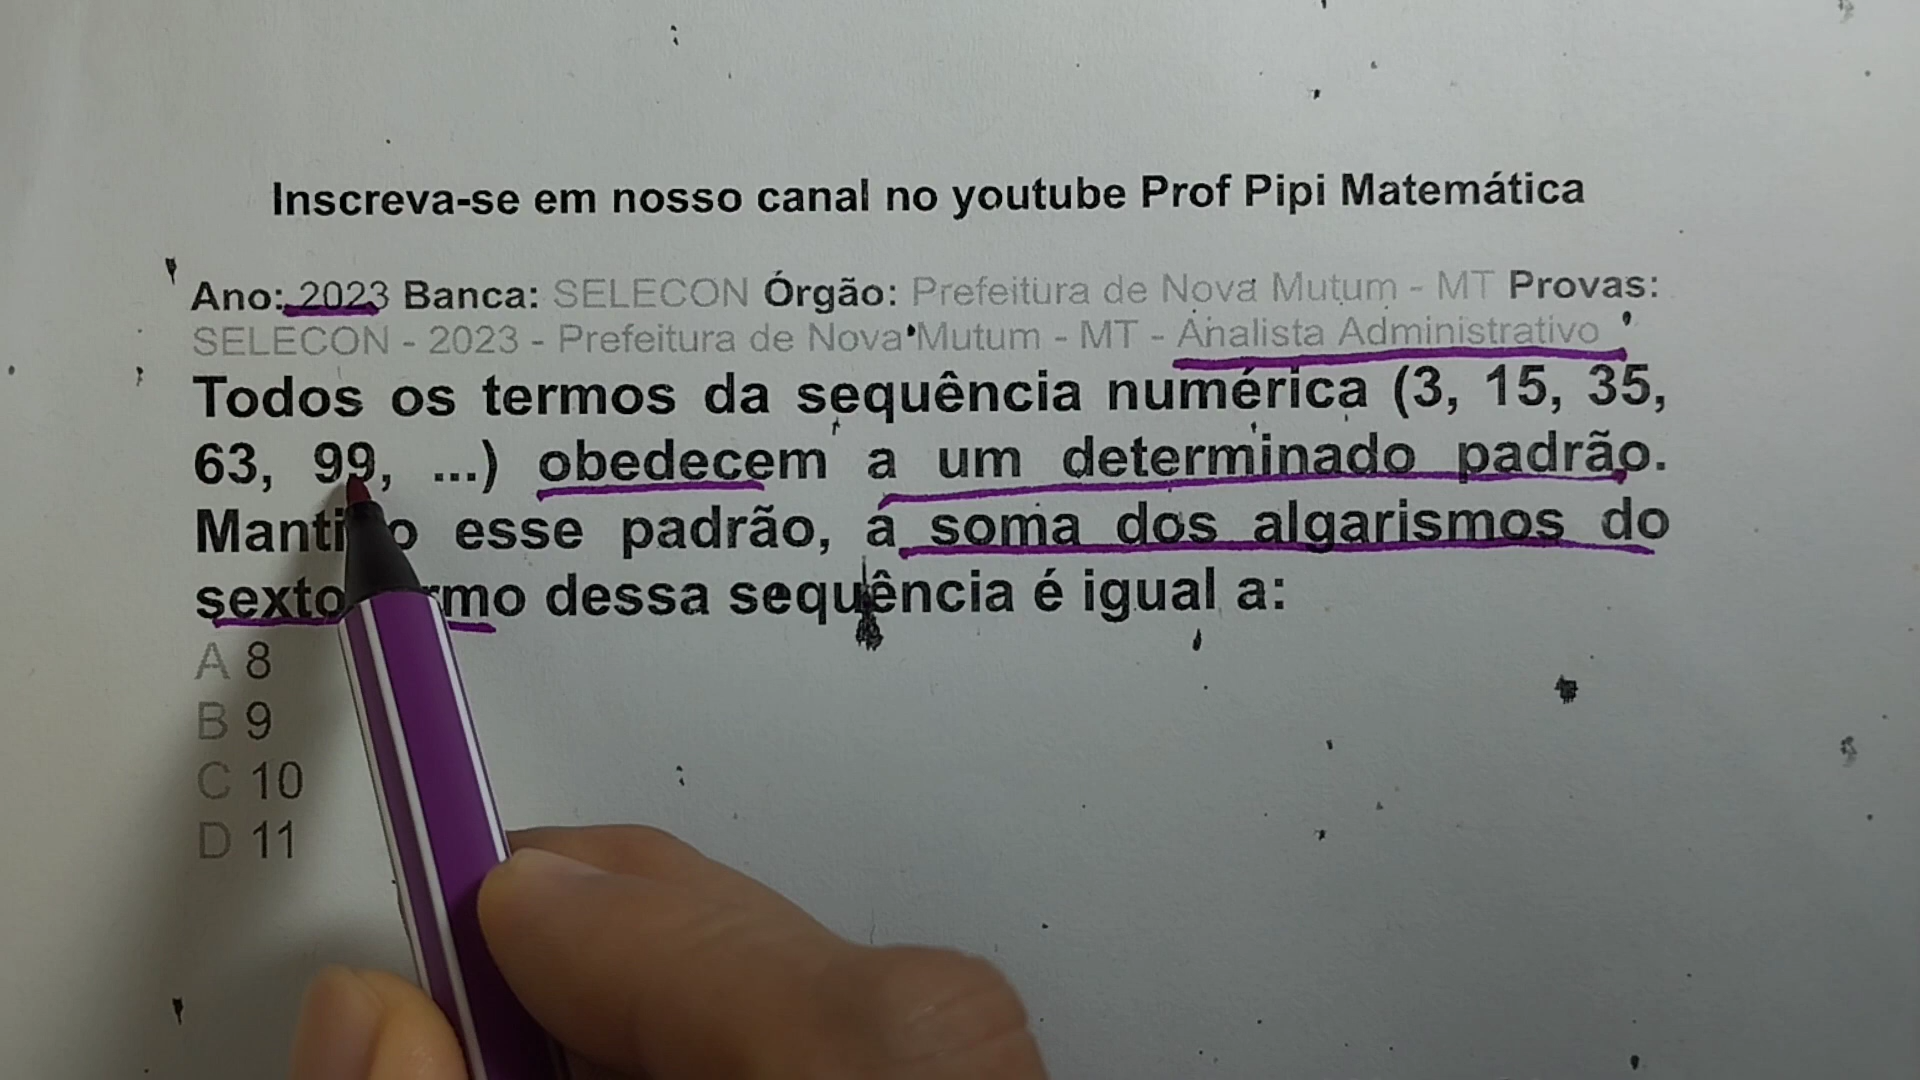 Inscreva-se em nosso canal no youtube Prof Pipi Matemática
Ano: 2023 Banca: SELECON Órgão: Prefeitura de Nova Mutum - MT Provas:
SELECON - 2023 - Prefeitura de Nova Mutum - MT - Analista Administrativo
Todos os termos da sequência numérica (3, 15, 35,
63, 99, ...) obedecem a um determinado padrão.
esse padrão, a soma dos algarismos do
sexto dessa sequência é igual a:
A 8
B 9
C 10
D 11